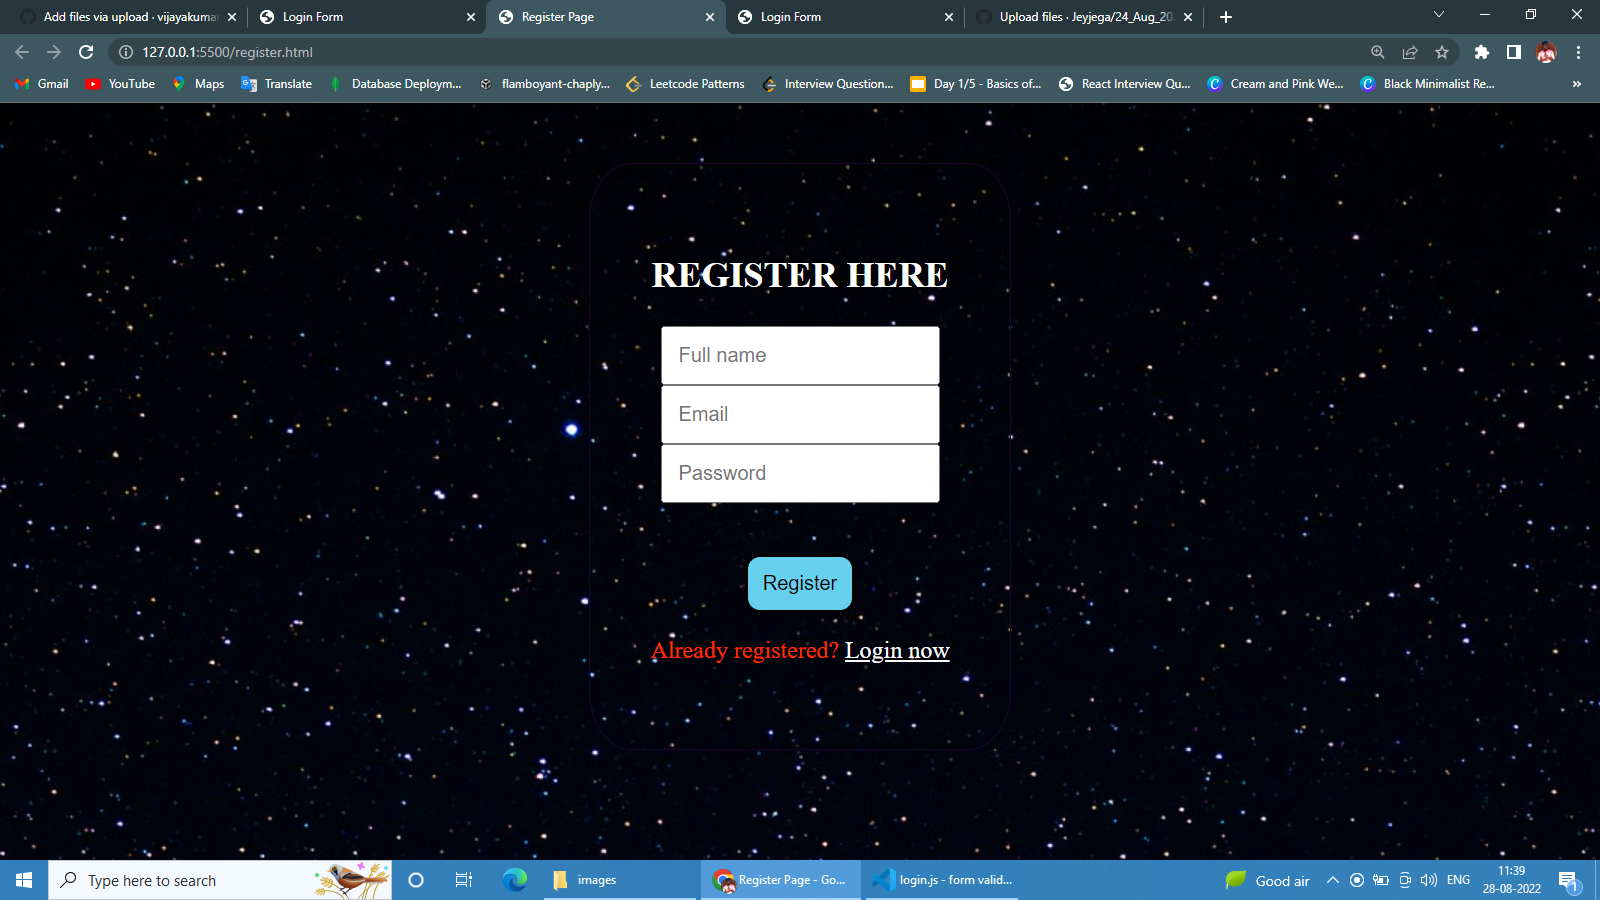 Add files via upload · vijayakuma
Login Form
Register Page
Login Form
Upload files · Jeyjega/24_Aug_20
127.0.0.1:5500/register.html
Gmail
YouTube
Maps
Translate
Database Deploym...
flamboyant-chaply...
Leetcode Patterns
Interview Question...
Day 1/5 - Basics of...
React Interview Qu...
Cream and Pink We...
Black Minimalist Re...
»
REGISTER HERE
Full name
Email
Password
Register
Already registered? Login now
Type here to search
images
Register Page - Go...
login.js - form valid...
Good air
ENG
11:39
28-08-2022
1